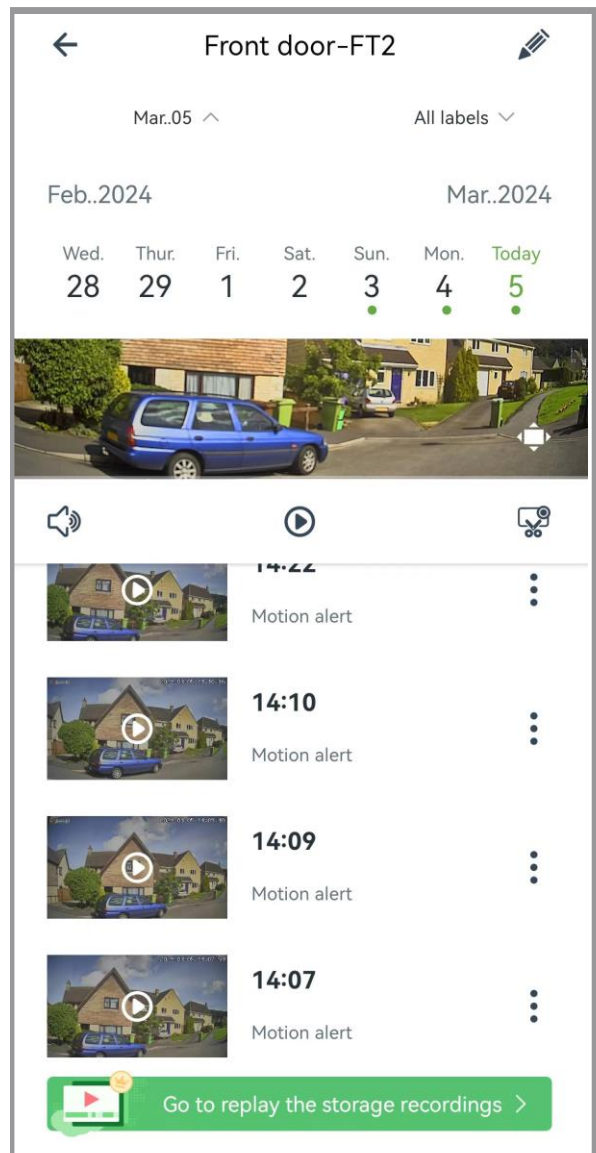 Front door-FT2
Mar..05
All labels
Feb..2024
Mar..2024
Wed. Thur. Fri. Sat. Sun. Mon. Today
28 29 1 2 3 4 5
14:22
Motion alert
14:10
Motion alert
14:09
Motion alert
14:07
Motion alert
Go to replay the storage recordings >